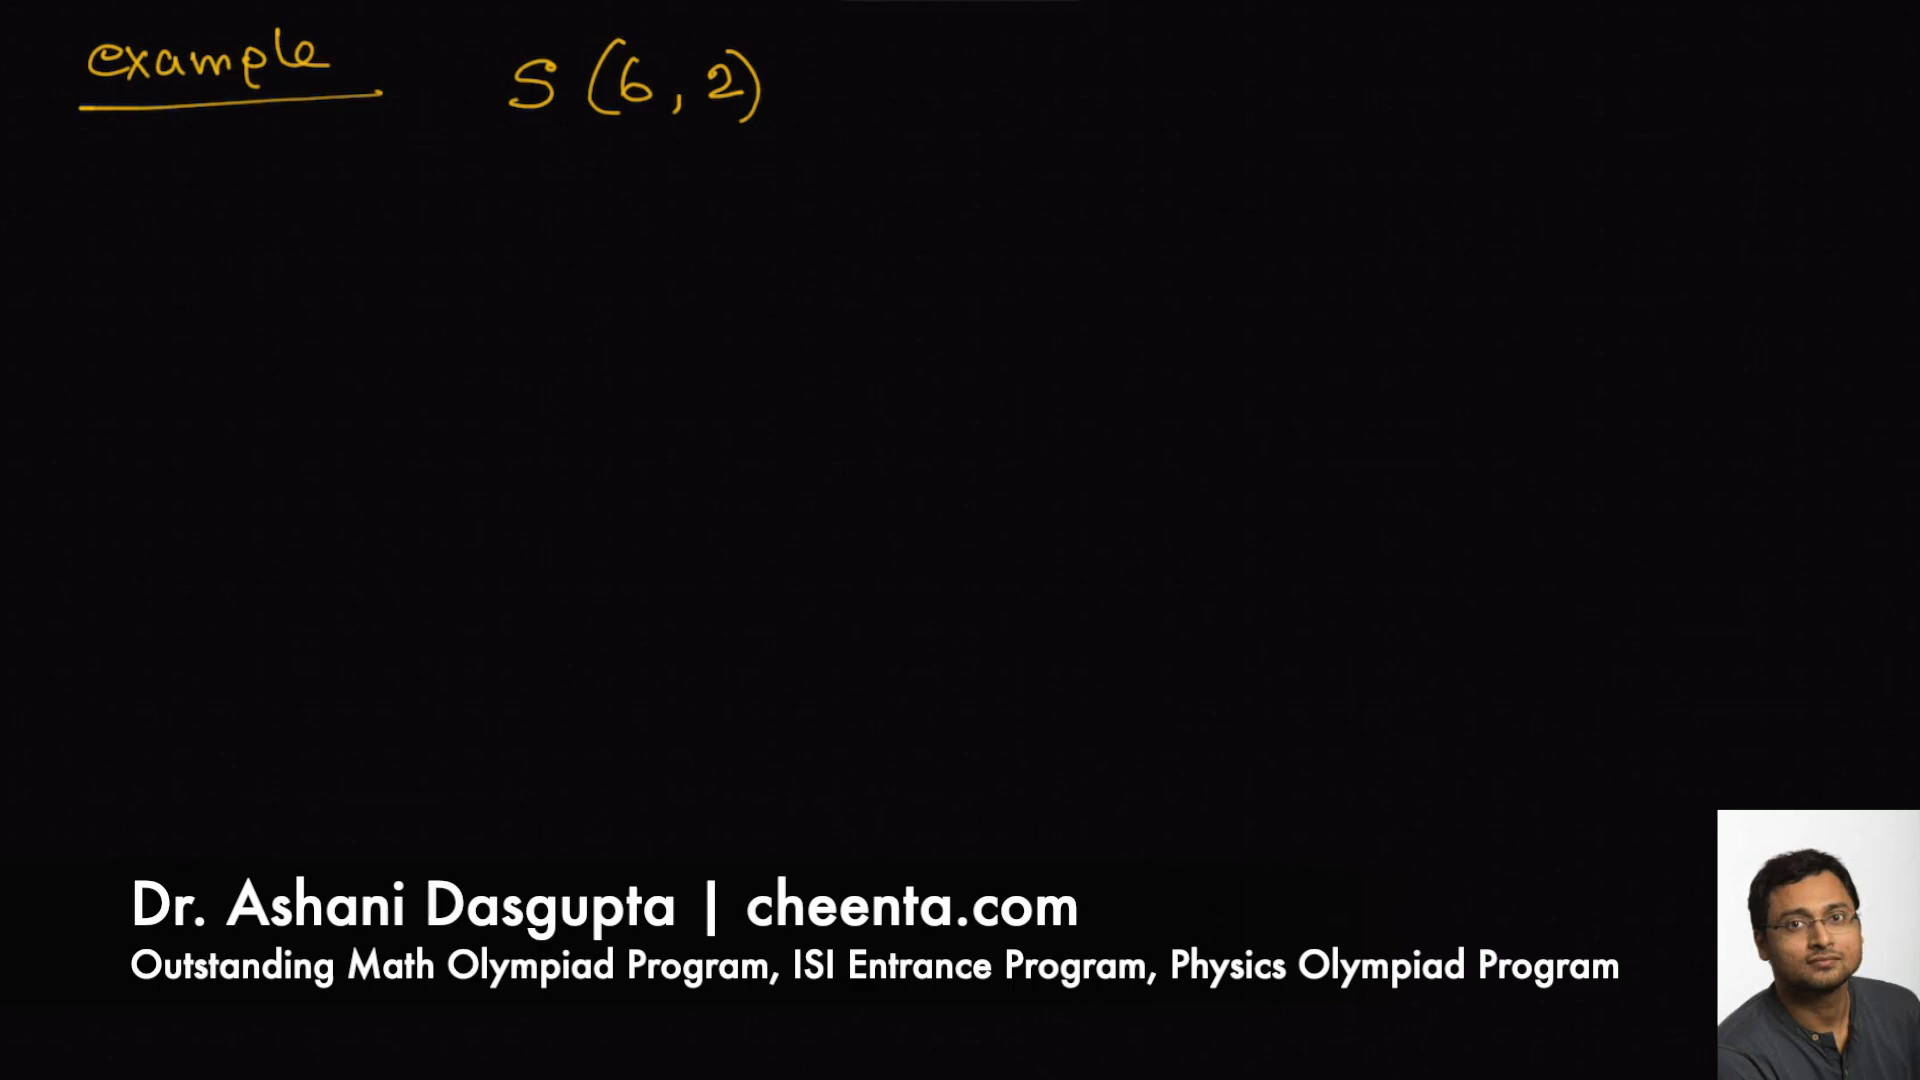 example S (6, 2)
Dr. Ashani Dasgupta | cheenta.com
Outstanding Math Olympiad Program, ISI Entrance Program, Physics Olympiad Program